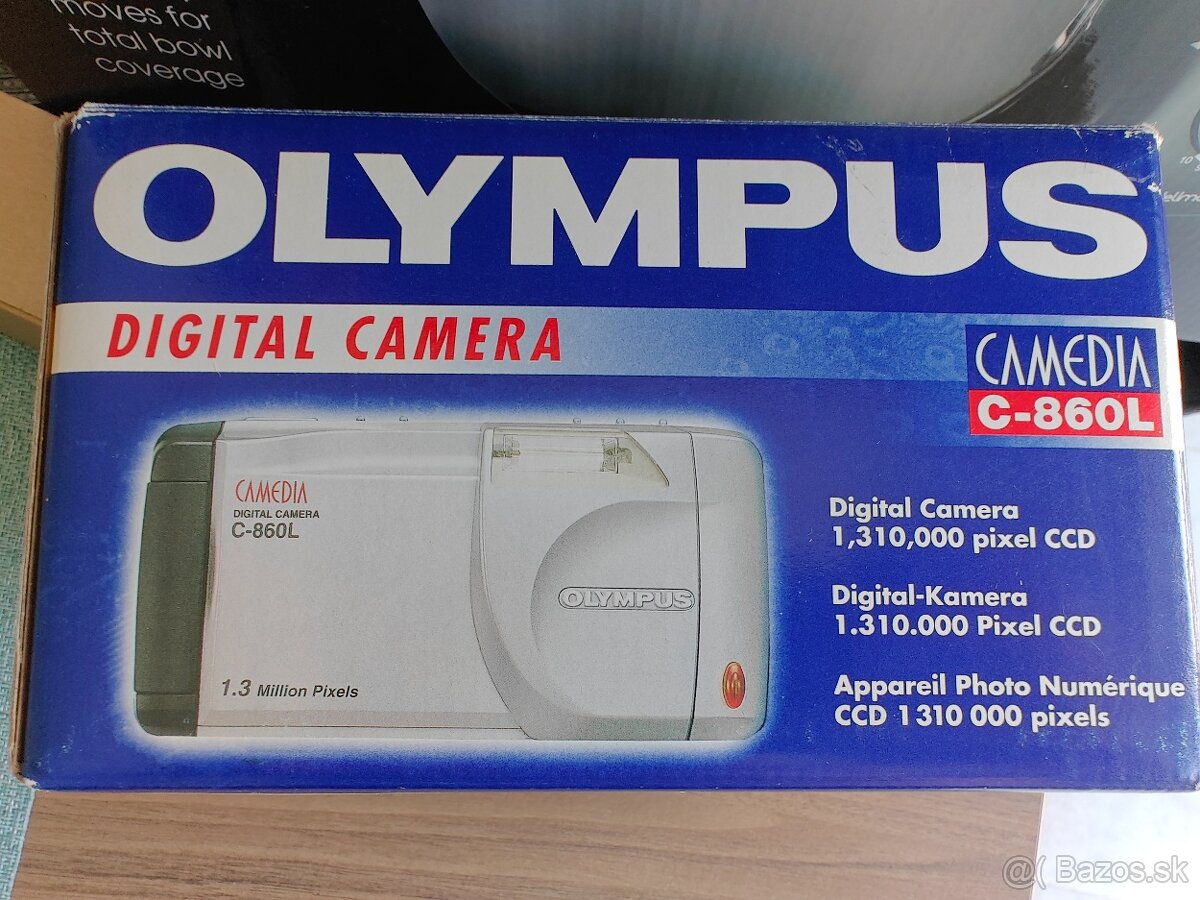 moves for
total bowl
coverage
OLYMPUS
DIGITAL CAMERA
CAMEDIA
C-860L
CAMEDIA
DIGITAL CAMERA
C-860L
OLYMPUS
1.3 Million Pixels
Digital Camera
1,310,000 pixel CCD
Digital-Kamera
1.310.000 Pixel CCD
Appareil Photo Numérique
CCD 1 310 000 pixels
10
@( Bazos.sk